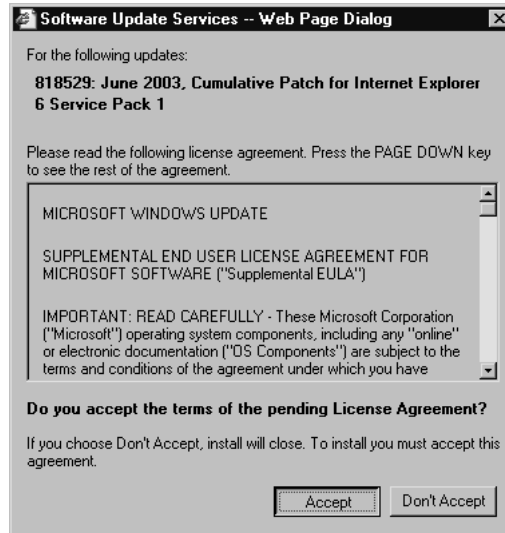 Software Update Services -- Web Page Dialog
For the following updates:
818529: June 2003, Cumulative Patch for Internet Explorer
6 Service Pack 1
Please read the following license agreement. Press the PAGE DOWN key
to see the rest of the agreement.
MICROSOFT WINDOWS UPDATE
SUPPLEMENTAL END USER LICENSE AGREEMENT FOR
MICROSOFT SOFTWARE ("Supplemental EULA")
IMPORTANT: READ CAREFULLY - These Microsoft Corporation
("Microsoft") operating system components, including any "online"
or electronic documentation ("OS Components") are subject to the
terms and conditions of the agreement under which you have
Do you accept the terms of the pending License Agreement?
If you choose Don't Accept, install will close. To install you must accept this
agreement.
Accept Don't Accept